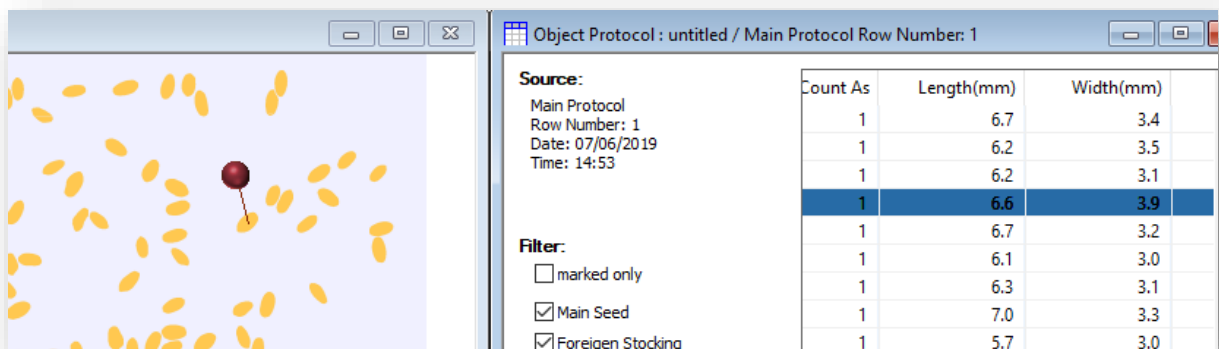 Object Protocol : untitled / Main Protocol Row Number: 1
Source:
Main Protocol
Row Number: 1
Date: 07/06/2019
Time: 14:53
Filter:
marked only
Main Seed
Foreigen Stocking
Count As Length(mm) Width(mm)
1 6.7 3.4
1 6.2 3.5
1 6.2 3.1
1 6.6 3.9
1 6.7 3.2
1 6.1 3.0
1 6.3 3.1
1 7.0 3.3
1 5.7 3.0